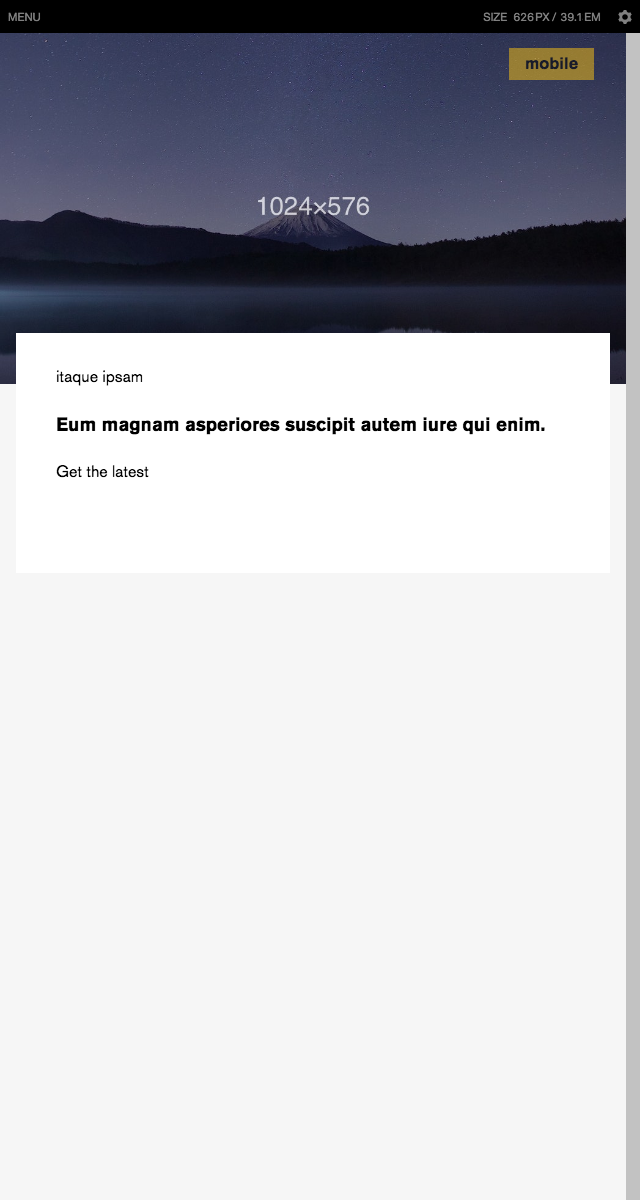 MENU
SIZE 626PX / 39.1EM
mobile
1024×576
itaque ipsam
Eum magnam asperiores suscipit autem iure qui enim.
Get the latest